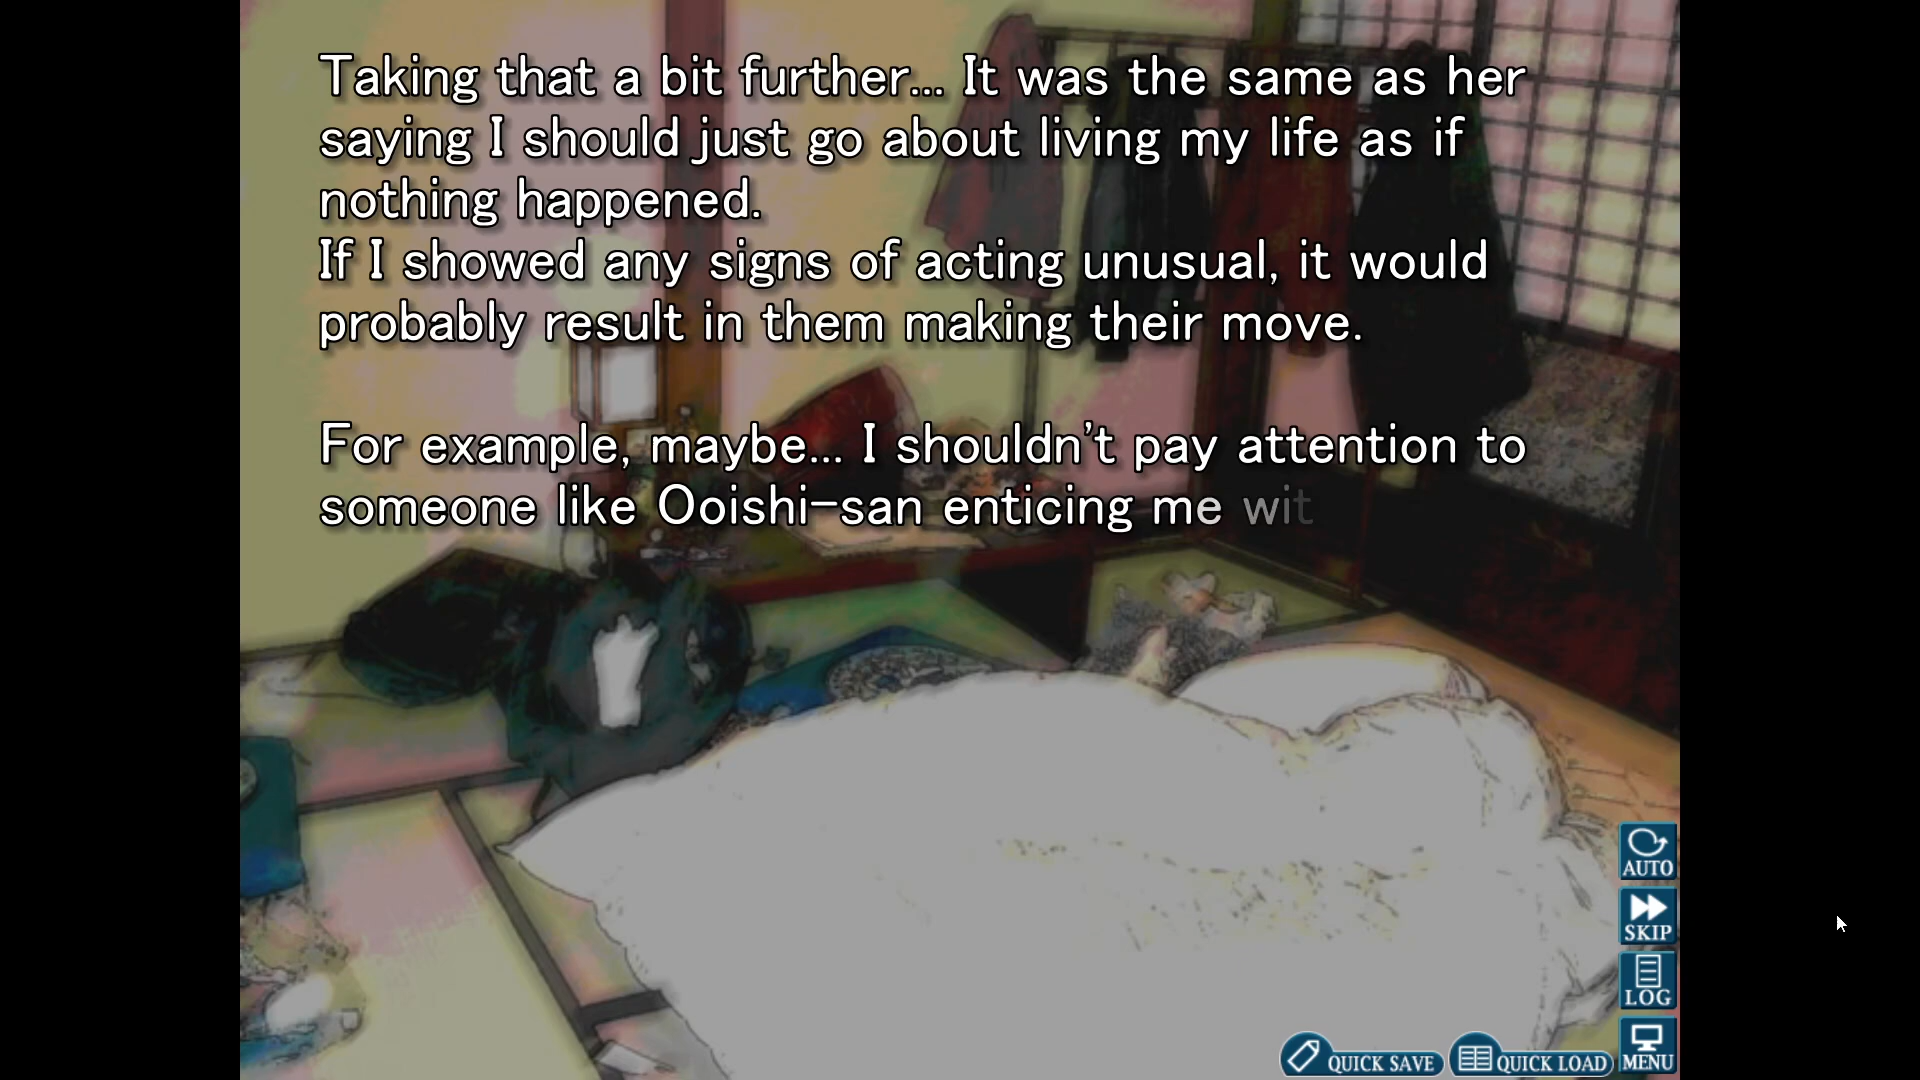 Taking that a bit further... It was the same as her
saying I should just go about living my life as if
nothing happened.
If I showed any signs of acting unusual, it would
probably result in them making their move.
For example, maybe... I shouldn't pay attention to
someone like Ooishi-san enticing me wit
AUTO
SKIP
LOG
MENU
QUICK SAVE
QUICK LOAD